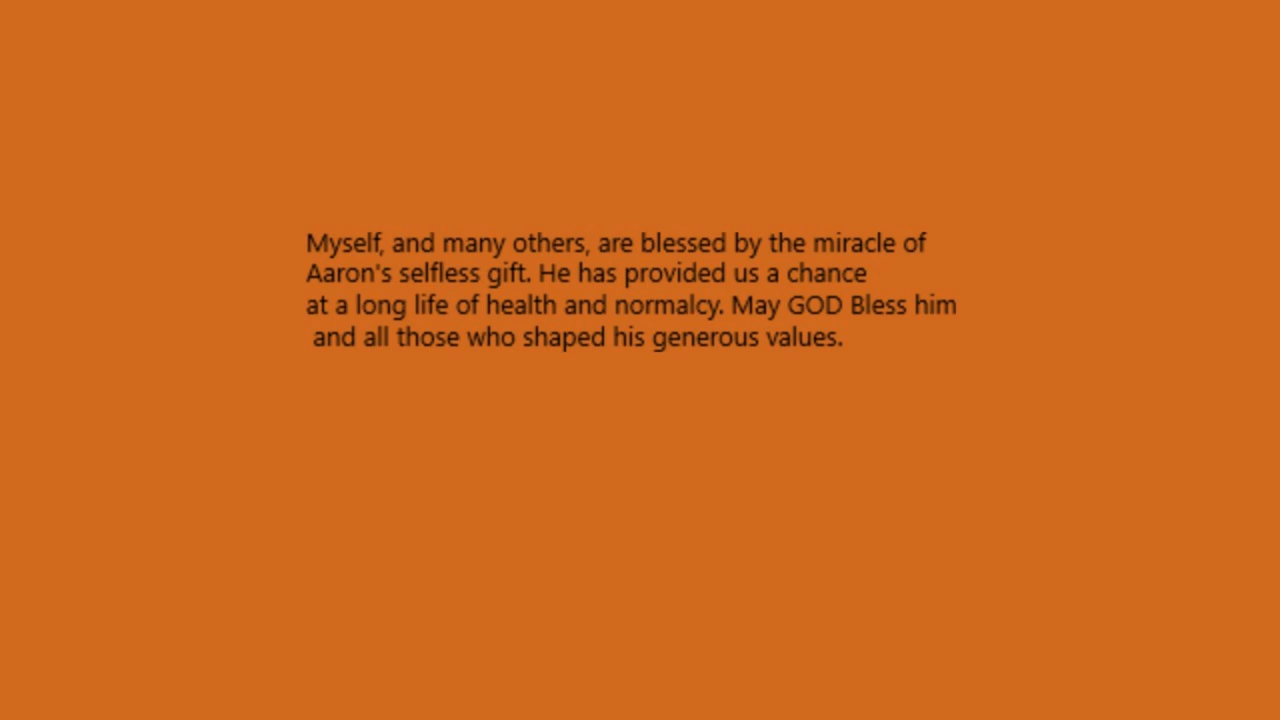 Myself, and many others, are blessed by the miracle of
Aaron's selfless gift. He has provided us a chance
at a long life of health and normalcy. May GOD Bless him
and all those who shaped his generous values.